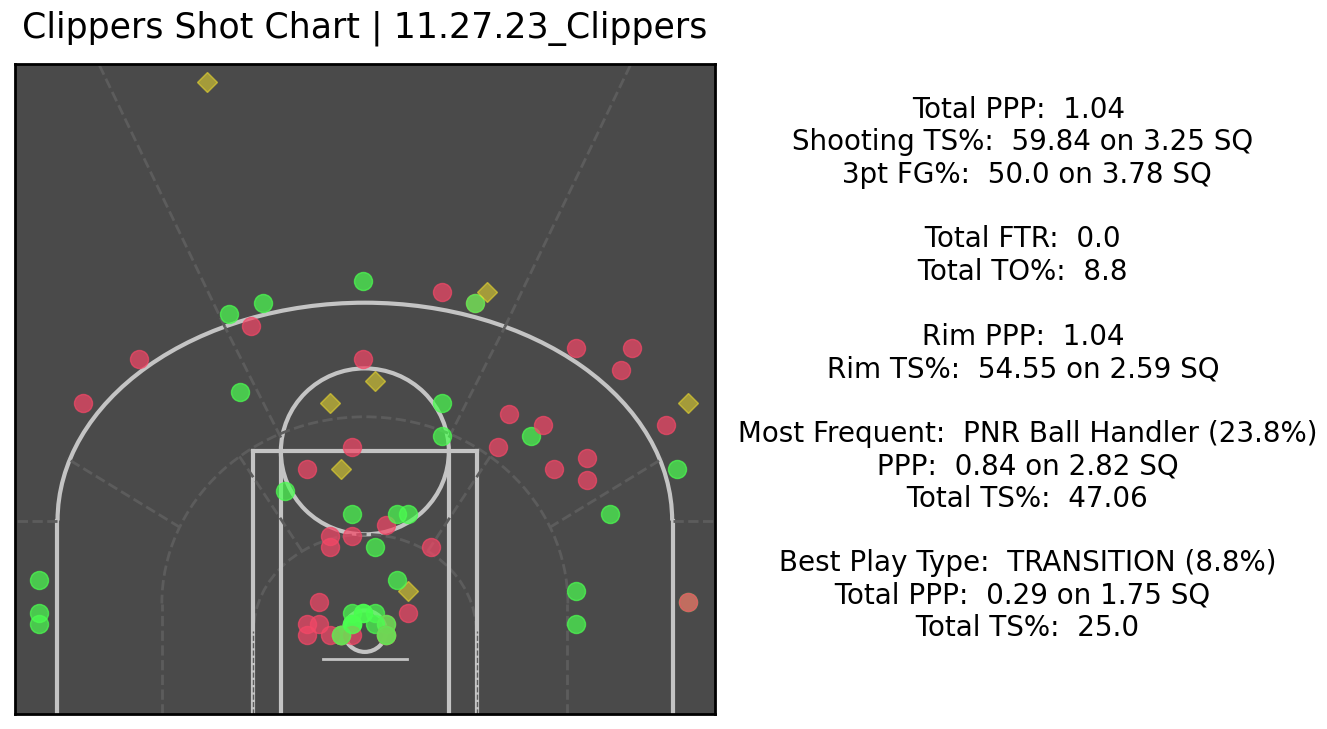 Clippers Shot Chart | 11.27.23_Clippers
Total PPP:  1.04
Shooting TS%:  59.84 on 3.25 SQ
3pt FG%:  50.0 on 3.78 SQ
Total FTR:  0.0
Total TO%:  8.8
Rim PPP:  1.04
Rim TS%:  54.55 on 2.59 SQ
Most Frequent:  PNR Ball Handler (23.8%)
PPP:  0.84 on 2.82 SQ
Total TS%:  47.06
Best Play Type:  TRANSITION (8.8%)
Total PPP:  0.29 on 1.75 SQ
Total TS%:  25.0